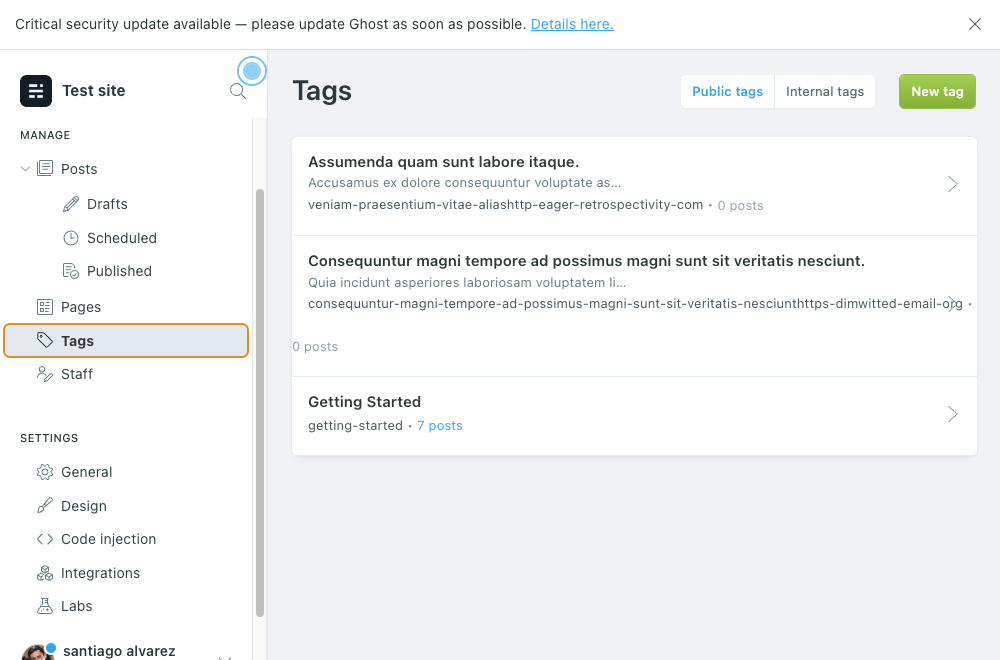 Critical security update available — please update Ghost as soon as possible. Details here.
Test site
MANAGE
Posts
Drafts
Scheduled
Published
Pages
Tags
Staff
SETTINGS
General
Design
Code injection
Integrations
Labs
santiago alvarez
Tags
Public tags
Internal tags
New tag
Assumenda quam sunt labore itaque.
Accusamus ex dolore consequuntur voluptate as...
veniam-praesentium-vitae-aliashttp-eager-retrospectivity-com • 0 posts
Consequuntur magni tempore ad possimus magni sunt sit veritatis nesciunt.
Quia incidunt asperiores laboriosam voluptatem li...
consequuntur-magni-tempore-ad-possimus-magni-sunt-sit-veritatis-nesciunthttps-dimwitted-email-org •
0 posts
Getting Started
getting-started • 7 posts